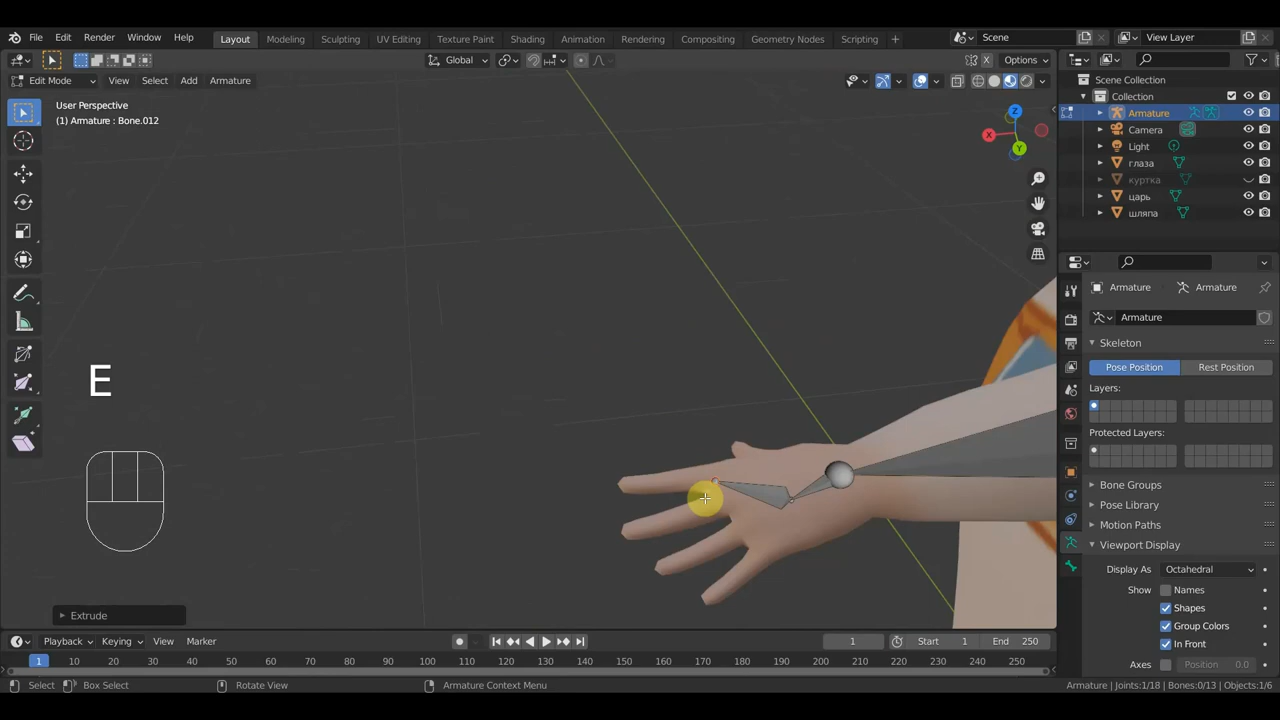 File Edit Render Window Help
Layout Modeling Sculpting UV Editing Texture Paint Shading Animation Rendering Compositing Geometry Nodes Scripting +
Scene
View Layer
Global
X Options
Edit Mode View Select Add Armature
User Perspective
(1) Armature : Bone.012
Z
X
Y
Scene Collection
Collection
Armature
Camera
Light
глаза
куртка
царь
шляпа
Armature Armature
Armature
Skeleton
Pose Position Rest Position
Layers:
Protected Layers:
Bone Groups
Pose Library
Motion Paths
Viewport Display
Display As Octahedral
Show Names
Shapes
Group Colors
In Front
Axes Position 0.0
E
Extrude
Playback Keying View Marker
1 Start 1 End 250
1 10 20 30 40 50 60 70 80 90 100 110 120 130 140 150 160 170 180 190 200 210 220 230 240 250
Select Box Select Rotate View Armature Context Menu Armature | Joints:1/18 | Bones:0/13 | Objects:1/6